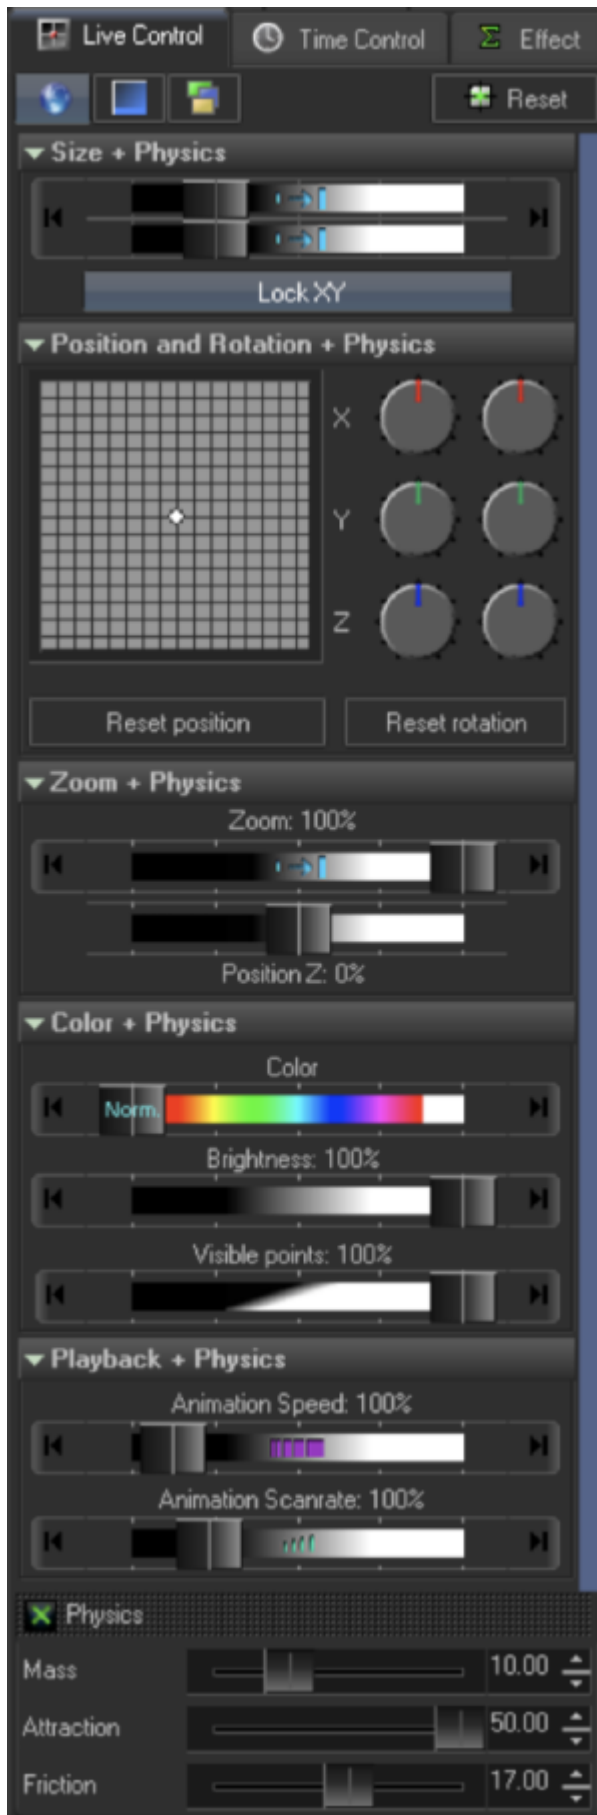 Live Control Time Control Effect
Reset
Size + Physics
Lock XY
Position and Rotation + Physics
X
Y
Z
Reset position Reset rotation
Zoom + Physics
Zoom: 100%
Position Z: 0%
Color + Physics
Color
Norm.
Brightness: 100%
Visible points: 100%
Playback + Physics
Animation Speed: 100%
Animation Scanrate: 100%
Physics
Mass 10.00
Attraction 50.00
Friction 17.00